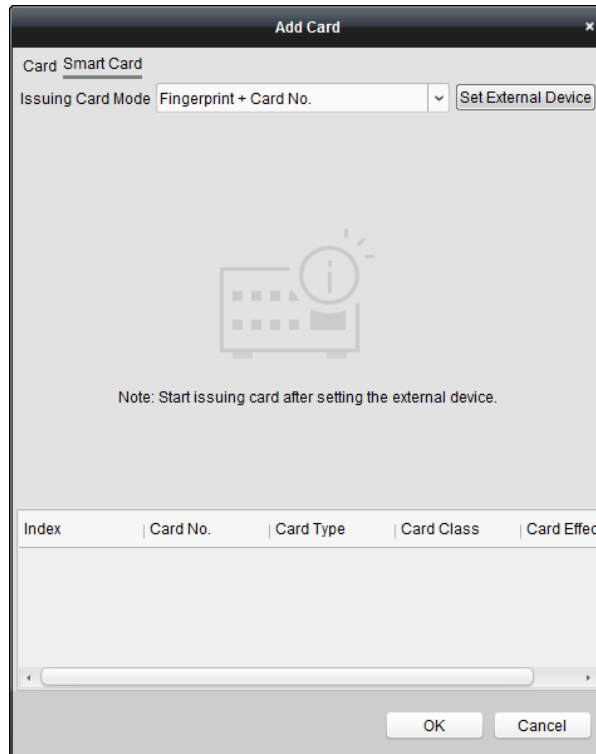 Add Card
Card Smart Card
Issuing Card Mode Fingerprint + Card No. Set External Device
Note: Start issuing card after setting the external device.
Index Card No. Card Type Card Class Card Effec
OK Cancel